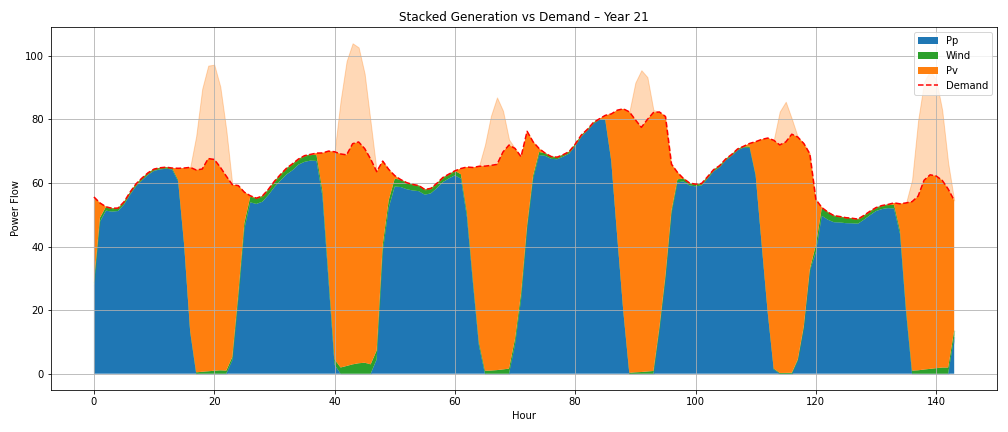 Stacked Generation vs Demand – Year 21
Pp
Wind
Pv
Demand
Power Flow
100
80
60
40
20
0
0 20 40 60 80 100 120 140
Hour